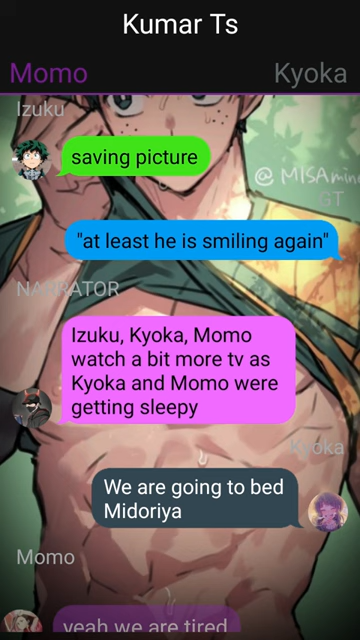 Kumar Ts
Momo
Kyoka
Izuku
saving picture
@MISAmin
GT
"at least he is smiling again"
NARRATOR
Izuku, Kyoka, Momo
watch a bit more tv as
Kyoka and Momo were
getting sleepy
Kyoka
We are going to bed
Midoriya
Momo
yeah we are tired